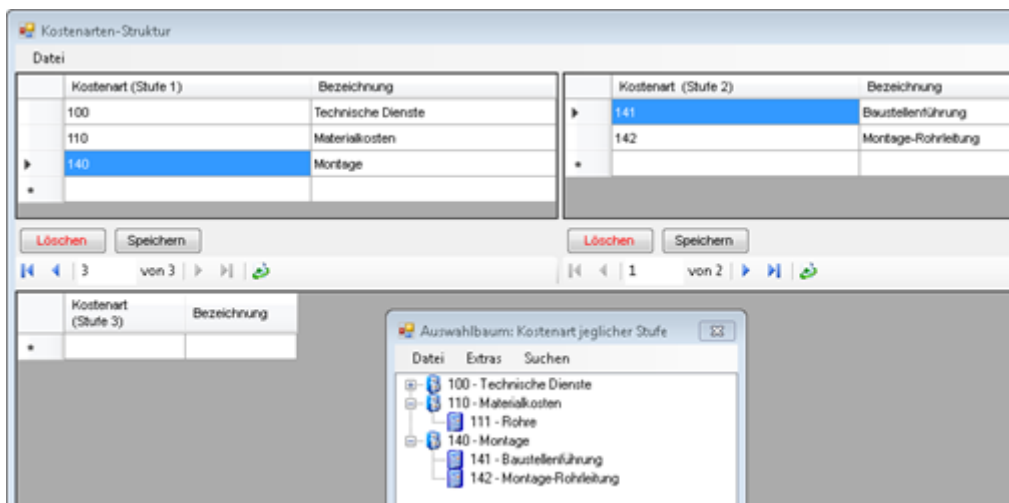 Kostenarten-Struktur
Datei
Kostenart (Stufe 1) Bezeichnung
100 Technische Dienste
110 Materialkosten
140 Montage
Kostenart (Stufe 2) Bezeichnung
141 Baustellenführung
142 Montage-Rohrleitung
Löschen Speichern
3 von 3
Löschen Speichern
1 von 2
Kostenart
(Stufe 3) Bezeichnung
Auswahlbaum: Kostenart jeglicher Stufe
Datei Extras Suchen
100 - Technische Dienste
110 - Materialkosten
111 - Rohre
140 - Montage
141 - Baustellenführung
142 - Montage-Rohrleitung